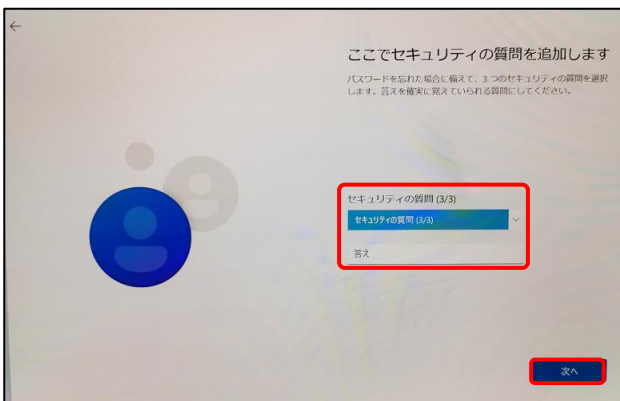 ここでセキュリティの質問を追加します
パスワードを忘れた場合に備えて、3 つのセキュリティの質問を選択
します。答えを確実に覚えていられる質問にしてください。
セキュリティの質問 (3/3)
セキュリティの質問 (3/3)
答え
次へ